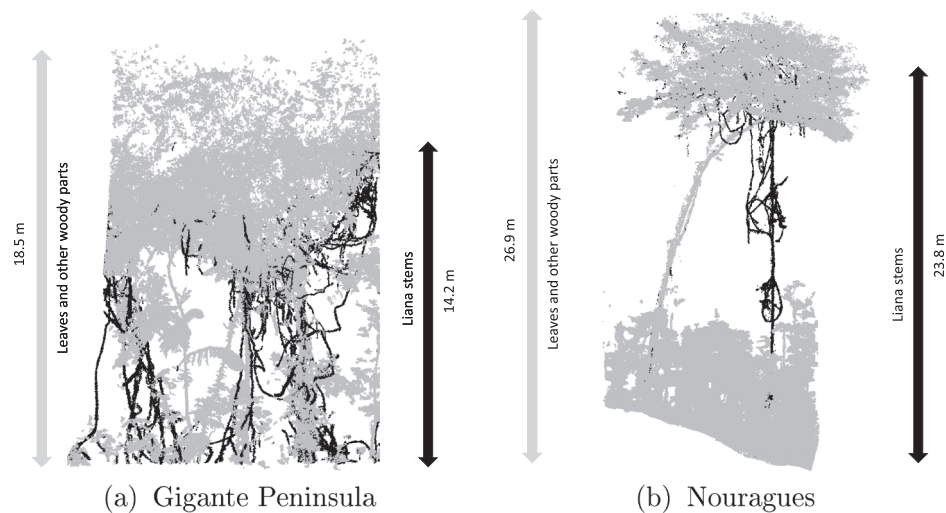 18.5 m
Leaves and other woody parts
Liana stems
14.2 m
26.9 m
Leaves and other woody parts
Liana stems
23.8 m
(a) Gigante Peninsula
(b) Nouragues